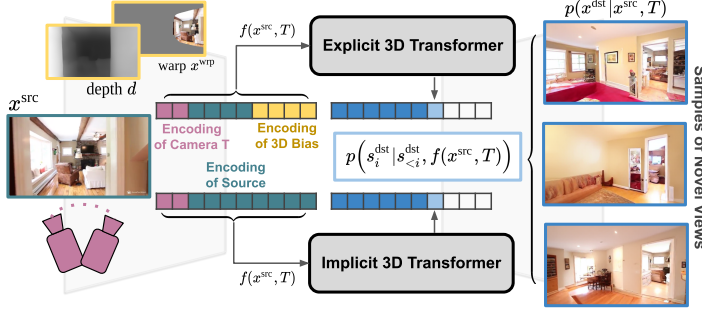 p(x^dst|x^src, T)
f(x^src, T)
Explicit 3D Transformer
warp x^wrp
depth d
x^src
Encoding
of Camera T
Encoding
of 3D Bias
Encoding
of Source
p(s_i^dst|s_<i^dst, f(x^src, T))
Samples of Novel Views
f(x^src, T)
Implicit 3D Transformer